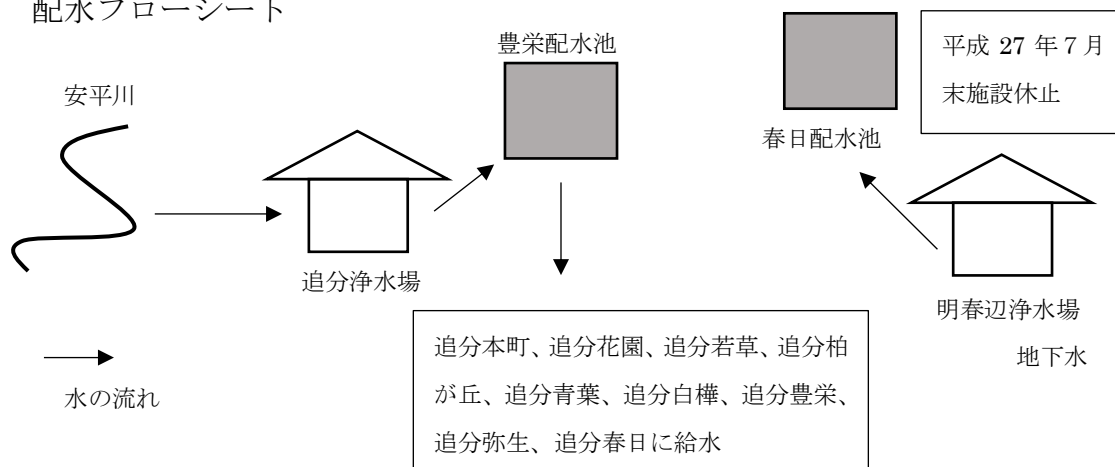 配水フローシート
豊栄配水池
安平川
平成 27 年７月
末施設休止
春日配水池
追分浄水場
明春辺浄水場
地下水
水の流れ
追分本町、追分花園、追分若草、追分柏
が丘、追分青葉、追分白樺、追分豊栄、
追分弥生、追分春日に給水